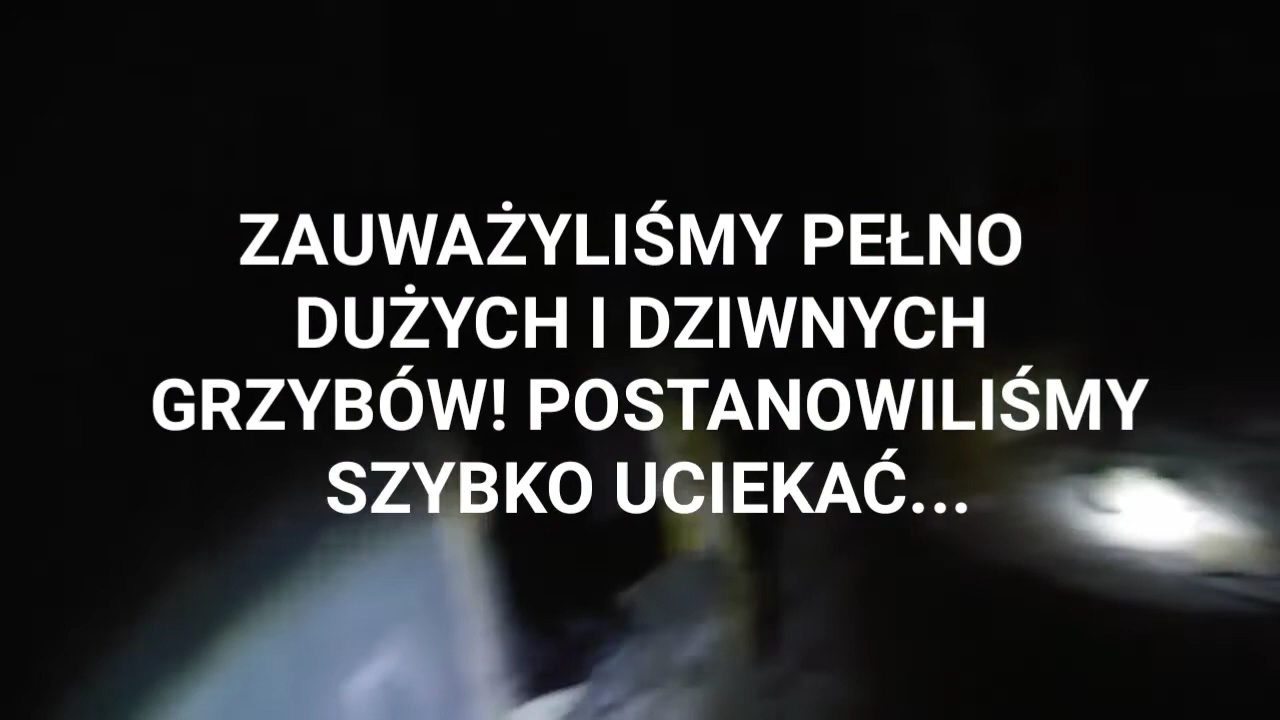 ZAUWAŻYLIŚMY PEŁNO
DUŻYCH I DZIWNYCH
GRZYBÓW! POSTANOWILIŚMY
SZYBKO UCIEKAĆ...